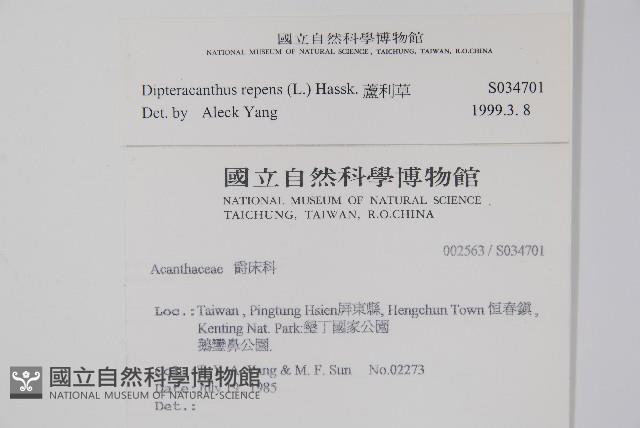 國立自然科學博物館
NATIONAL MUSEUM OF NATURAL SCIENCE, TAICHUNG, TAIWAN, R.O.CHINA
Dipteracanthus repens (L.) Hassk. 蘆利草 S034701
Det. by Aleck Yang 1999. 3. 8
國立自然科學博物館
NATIONAL MUSEUM OF NATURAL SCIENCE,
TAICHUNG, TAIWAN, R.O.CHINA
002563 / S034701
Acanthaceae 爵床科
Loc.:Taiwan, Pingtung Hsien屏東縣, Hengchun Town 恆春鎮,
Kenting Nat. Park:墾丁國家公園
鵝鑾鼻公園.
& M. F. Sun No.02273
1985
Det.:
國立自然科學博物館
NATIONAL MUSEUM OF NATURAL SCIENCE